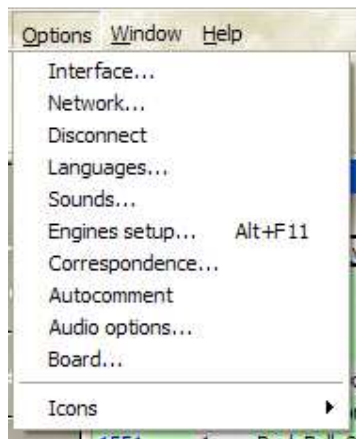 Options Window Help
Interface...
Network...
Disconnect
Languages...
Sounds...
Engines setup... Alt+F11
Correspondence...
Autocomment
Audio options...
Board...
Icons